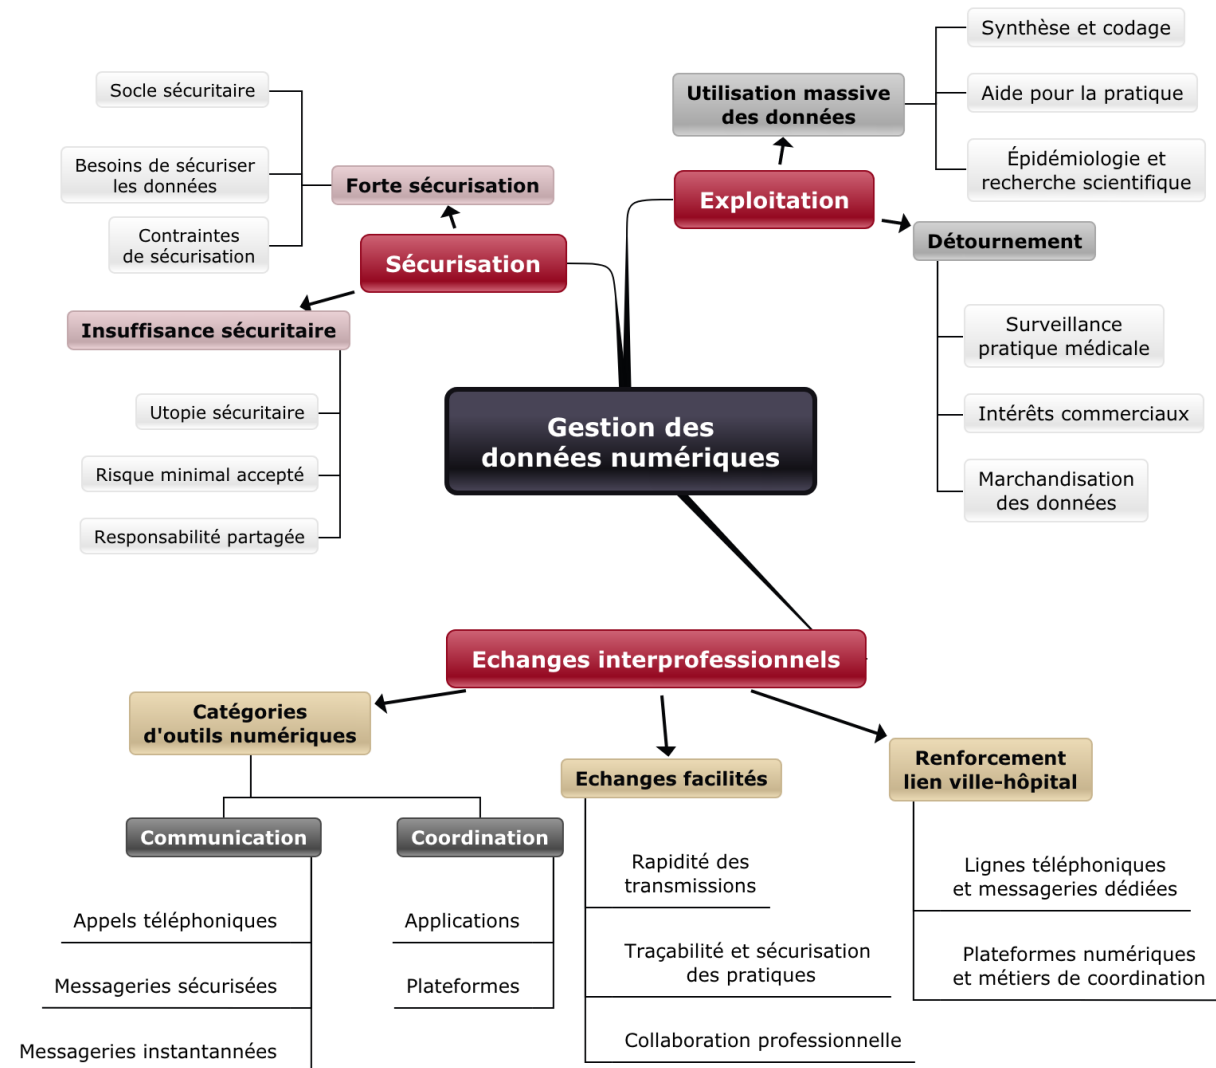 Gestion des
données numériques
Sécurisation
Forte sécurisation
Socle sécuritaire
Besoins de sécuriser
les données
Contraintes
de sécurisation
Insuffisance sécuritaire
Utopie sécuritaire
Risque minimal accepté
Responsabilité partagée
Exploitation
Utilisation massive
des données
Synthèse et codage
Aide pour la pratique
Épidémiologie et
recherche scientifique
Détournement
Surveillance
pratique médicale
Intérêts commerciaux
Marchandisation
des données
Echanges interprofessionnels
Catégories
d'outils numériques
Communication
Appels téléphoniques
Messageries sécurisées
Messageries instantannées
Coordination
Applications
Plateformes
Echanges facilités
Rapidité des
transmissions
Traçabilité et sécurisation
des pratiques
Collaboration professionnelle
Renforcement
lien ville-hôpital
Lignes téléphoniques
et messageries dédiées
Plateformes numériques
et métiers de coordination